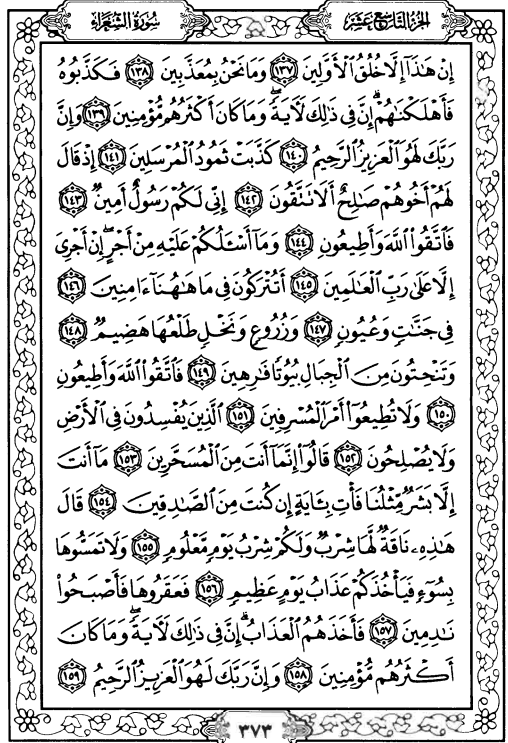 الجزء التاسع عشر
سورة الشعراء
إِنْ هَٰذَآ إِلَّا خُلُقُ ٱلْأَوَّلِينَ ١٣٧ وَمَا نَحْنُ بِمُعَذَّبِينَ ١٣٨ فَكَذَّبُوهُ
فَأَهْلَكْنَٰهُمْ ۗ إِنَّ فِى ذَٰلِكَ لَءَايَةً ۖ وَمَا كَانَ أَكْثَرُهُم مُّؤْمِنِينَ ١٣٩ وَإِنَّ
رَبَّكَ لَهُوَ ٱلْعَزِيزُ ٱلرَّحِيمُ ١٤٠ كَذَّبَتْ ثَمُودُ ٱلْمُرْسَلِينَ ١٤١ إِذْ قَالَ
لَهُمْ أَخُوهُمْ صَٰلِحٌ أَلَا تَتَّقُونَ ١٤٢ إِنِّى لَكُمْ رَسُولٌ أَمِينٌ ١٤٣
فَٱتَّقُوا۟ ٱللَّهَ وَأَطِيعُونِ ١٤٤ وَمَآ أَسْـَٔلُكُمْ عَلَيْهِ مِنْ أَجْرٍ ۖ إِنْ أَجْرِىَ
إِلَّا عَلَىٰ رَبِّ ٱلْعَٰلَمِينَ ١٤٥ أَتُتْرَكُونَ فِى مَا هَٰهُنَآ ءَامِنِينَ ١٤٦
فِى جَنَّٰتٍ وَعُيُونٍ ١٤٧ وَزُرُوعٍ وَنَخْلٍ طَلْعُهَا هَضِيمٌ ١٤٨
وَتَنْحِتُونَ مِنَ ٱلْجِبَالِ بُيُوتًا فَٰرِهِينَ ١٤٩ فَٱتَّقُوا۟ ٱللَّهَ وَأَطِيعُونِ
١٥٠ وَلَا تُطِيعُوٓا۟ أَمْرَ ٱلْمُسْرِفِينَ ١٥١ ٱلَّذِينَ يُفْسِدُونَ فِى ٱلْأَرْضِ
وَلَا يُصْلِحُونَ ١٥٢ قَالُوٓا۟ إِنَّمَآ أَنتَ مِنَ ٱلْمُسَحَّرِينَ ١٥٣ مَآ أَنتَ
إِلَّا بَشَرٌ مِّثْلُنَا فَأْتِ بِـَٔايَةٍ إِن كُنتَ مِنَ ٱلصَّٰدِقِينَ ١٥٤ قَالَ
هَٰذِهِۦ نَاقَةٌ لَّهَا شِرْبٌ وَلَكُمْ شِرْبُ يَوْمٍ مَّعْلُومٍ ١٥٥ وَلَا تَمَسُّوهَا
بِسُوٓءٍ فَيَأْخُذَكُمْ عَذَابُ يَوْمٍ عَظِيمٍ ١٥٦ فَعَقَرُوهَا فَأَصْبَحُوا۟
نَٰدِمِينَ ١٥٧ فَأَخَذَهُمُ ٱلْعَذَابُ ۗ إِنَّ فِى ذَٰلِكَ لَءَايَةً ۖ وَمَا كَانَ
أَكْثَرُهُم مُّؤْمِنِينَ ١٥٨ وَإِنَّ رَبَّكَ لَهُوَ ٱلْعَزِيزُ ٱلرَّحِيمُ ١٥٩
٣٧٣